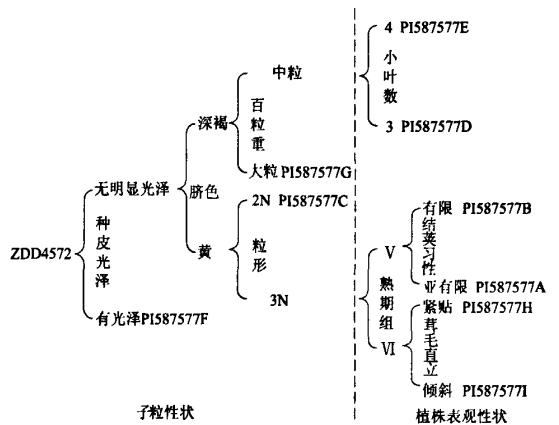 4 PI587577E
小叶数
3 PI587577D
中粒
百粒重
大粒 PI587577G
深褐
脐色
黄
无明显光泽
种皮光泽
有光泽PI587577F
ZDD4572
2N PI587577C
粒形
3N
有限 PI587577B
结荚习性
亚有限 PI587577A
V
熟期组
VI
紧贴 PI587577H
茸毛直立
倾斜 PI587577I
子粒性状
植株表观性状